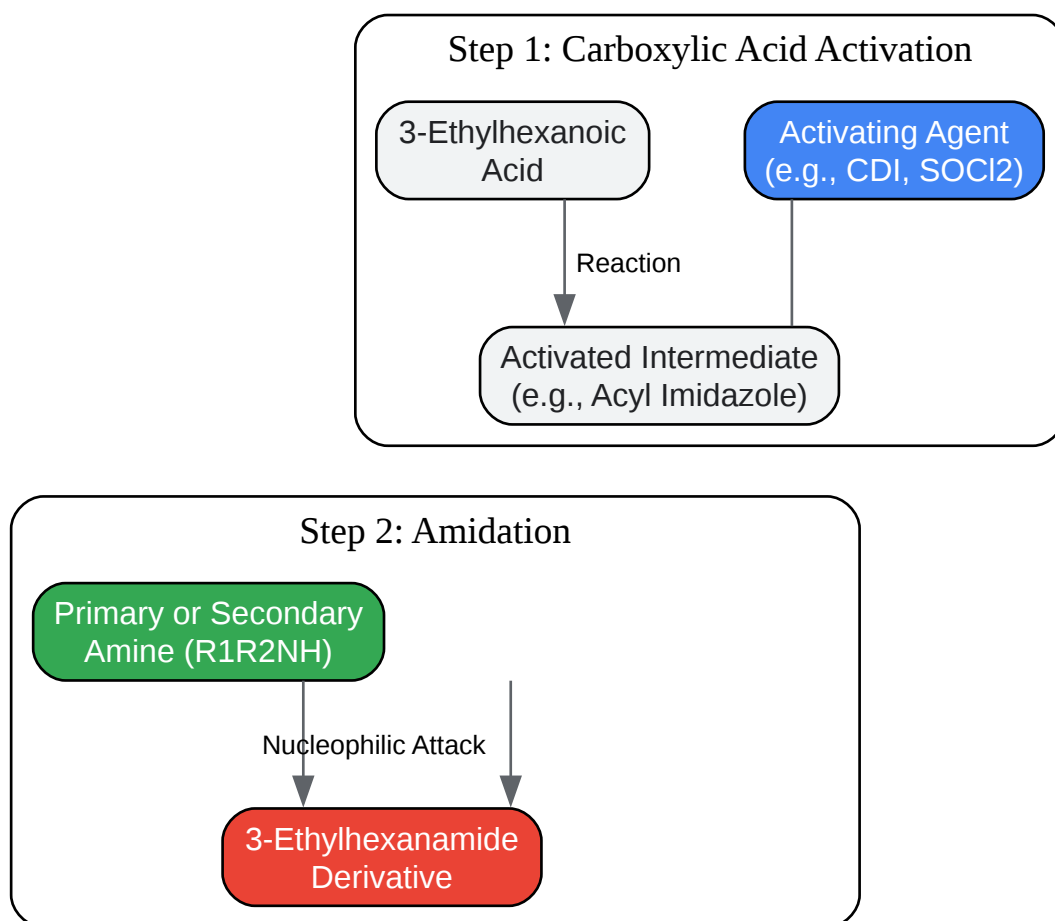 Step 1: Carboxylic Acid Activation
3-Ethylhexanoic
Acid
Activating Agent
(e.g., CDI, SOCl2)
Reaction
Activated Intermediate
(e.g., Acyl Imidazole)
Step 2: Amidation
Primary or Secondary
Amine (R1R2NH)
Nucleophilic Attack
3-Ethylhexanamide
Derivative